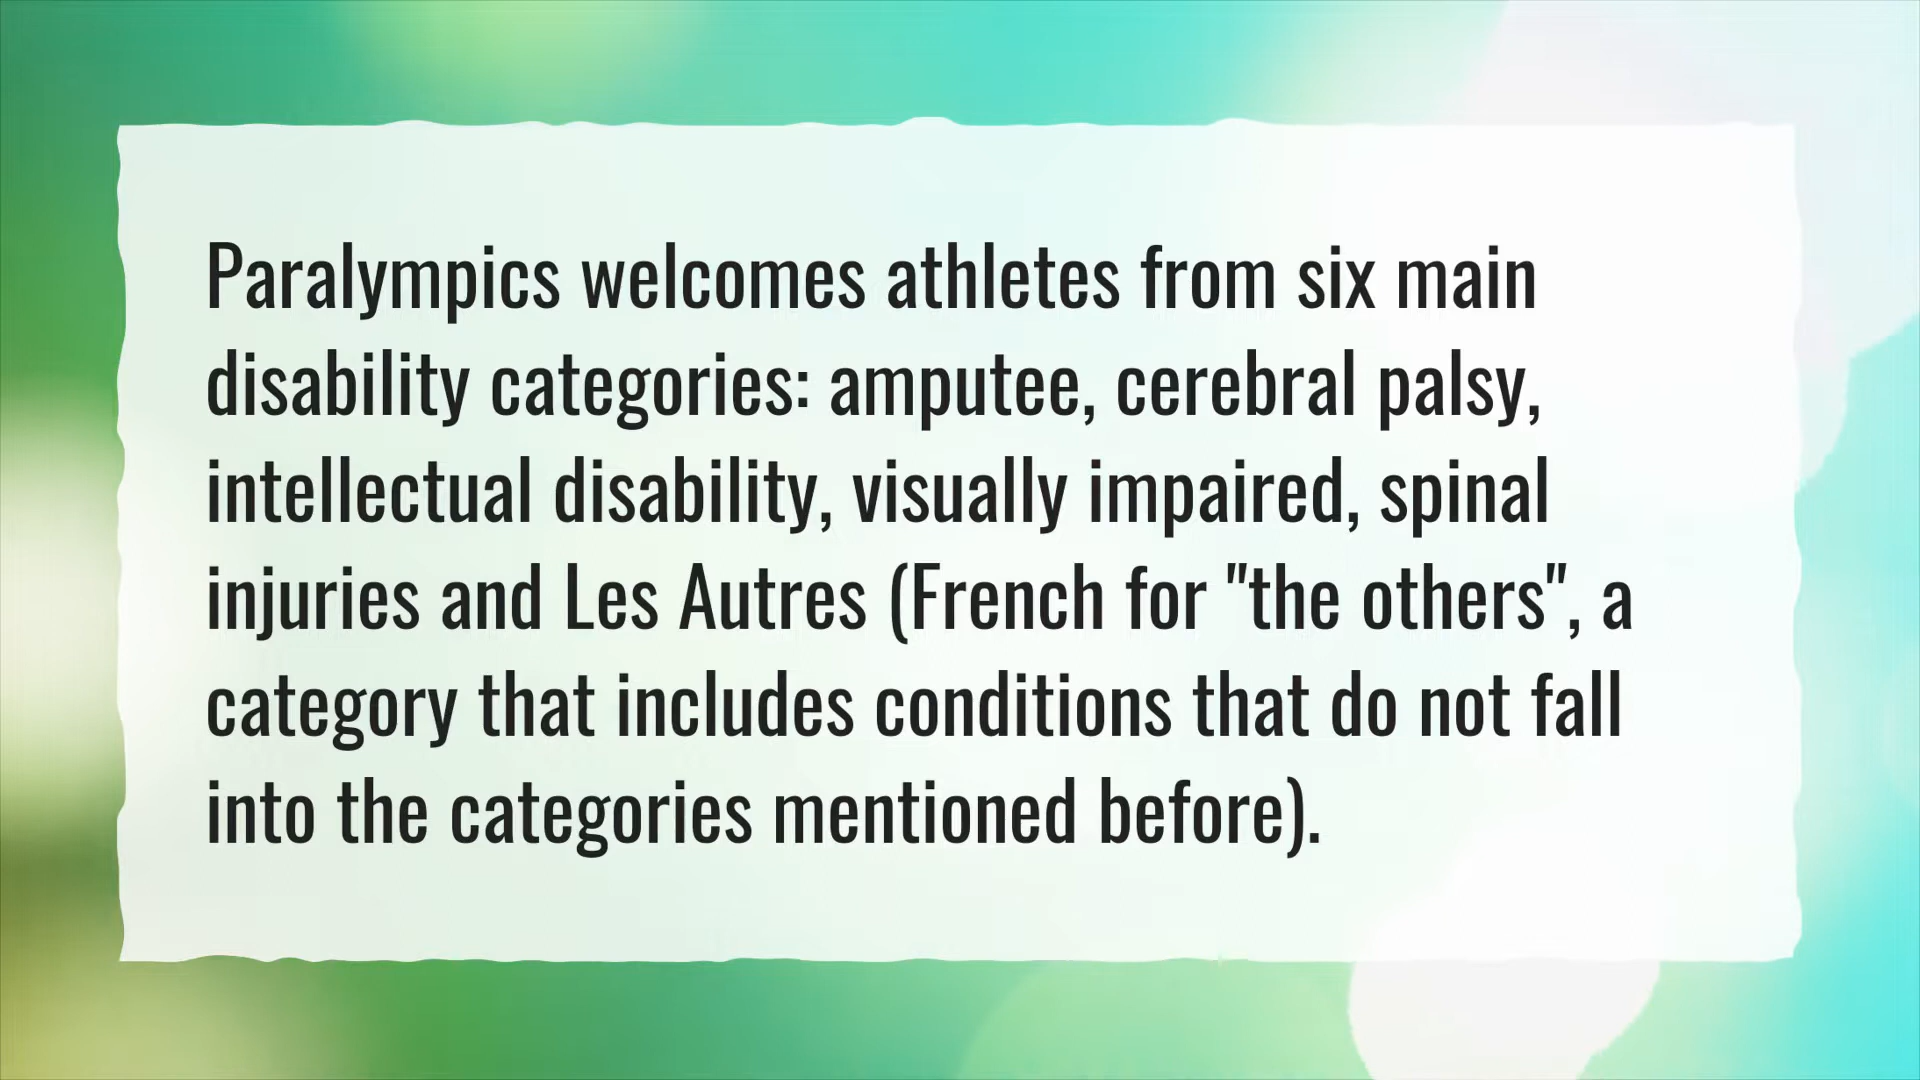 Paralympics welcomes athletes from six main
disability categories: amputee, cerebral palsy,
intellectual disability, visually impaired, spinal
injuries and Les Autres (French for "the others", a
category that includes conditions that do not fall
into the categories mentioned before).